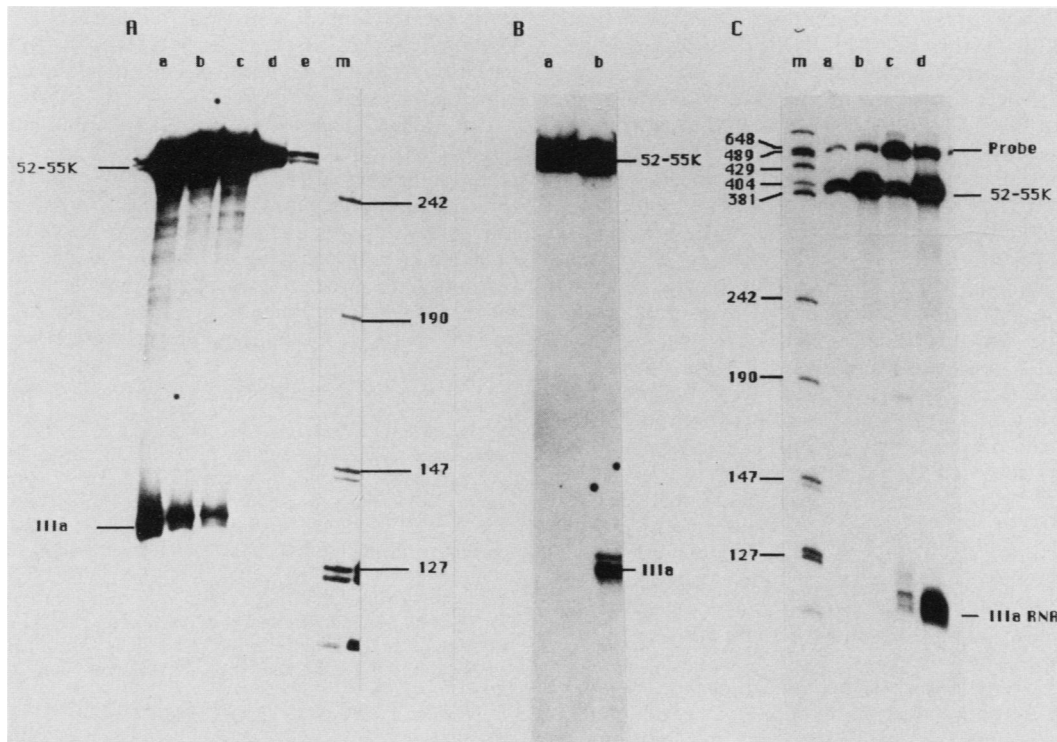 A
B
C
a b c d e m
a b
m a b c d
52-55K
242
190
147
IIIa
127
52-55K
IIIa
648
489
429
404
381
242
190
147
127
Probe
52-55K
IIIa RNA